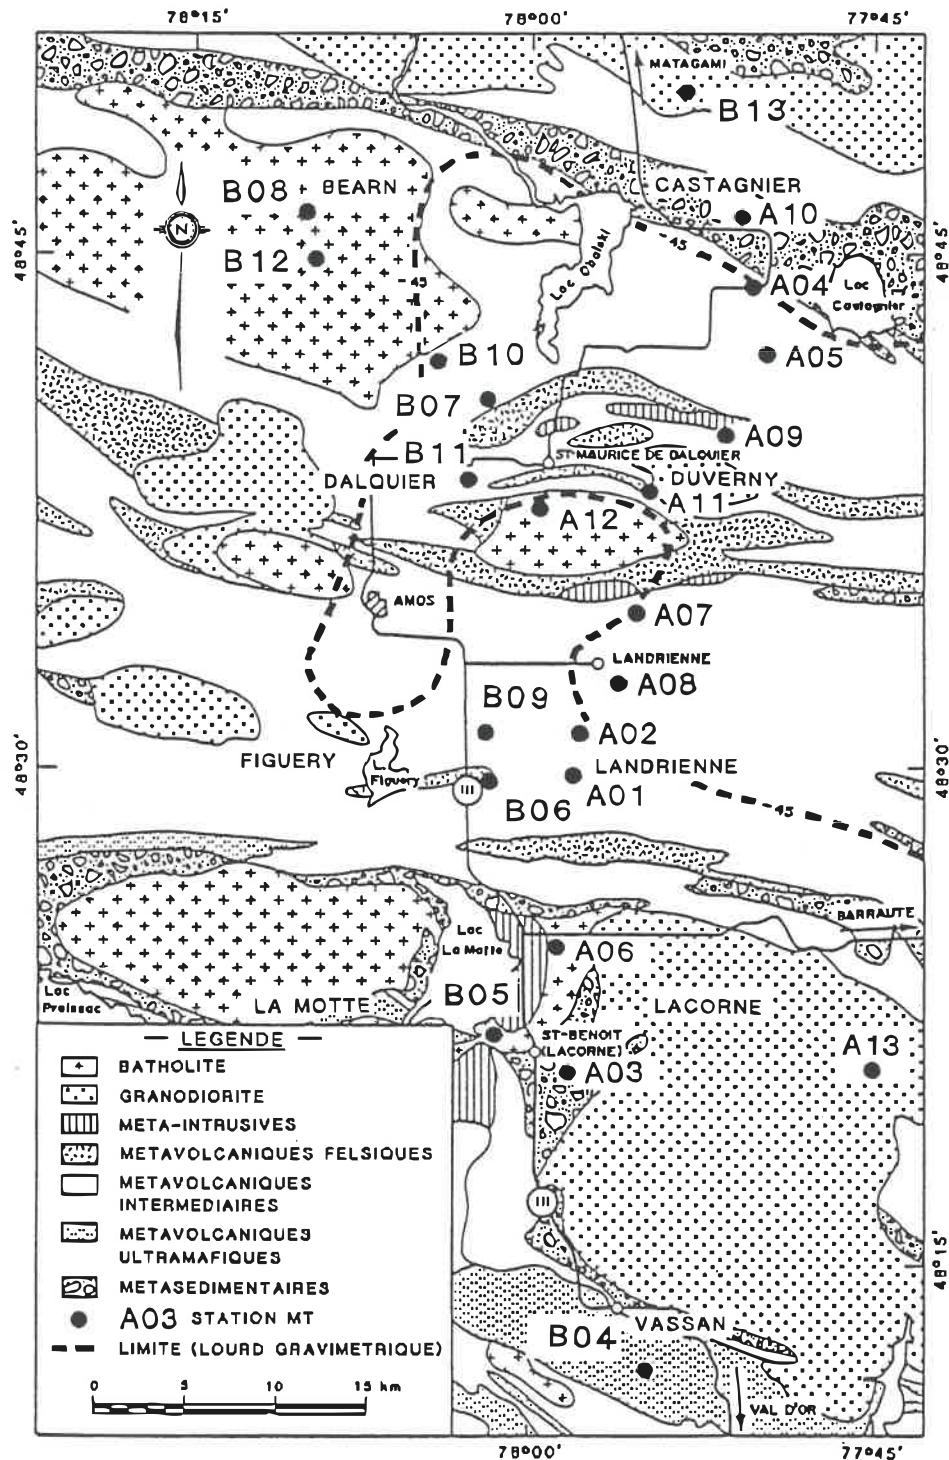 78°15'
78°00'
77°45'
MATAGAMI
B13
CASTAGNIER
B08
BEARN
A10
N
-45
48°45'
48°45'
B12
Lac Obalski
-45
A04
Lac
Castagnier
B10
A05
B07
A09
B11
ST-MAURICE DE DALQUIER
DALQUIER
DUVERNY
A11
A12
AMOS
A07
LANDRIENNE
A08
B09
A02
FIGUERY
L.
Figuery
LANDRIENNE
48°30'
48°30'
111
B06
A01
-45
BARRAUTE
Lac
La Motte
A06
Lac
Preissac
LA MOTTE
B05
LACORNE
ST-BENOIT
(LACORNE)
A13
A03
— LEGENDE —
BATHOLITE
GRANODIORITE
META-INTRUSIVES
METAVOLCANIQUES FELSIQUES
METAVOLCANIQUES
INTERMEDIAIRES
METAVOLCANIQUES
ULTRAMAFIQUES
METASEDIMENTAIRES
A03 STATION MT
LIMITE (LOURD GRAVIMETRIQUE)
0 5 10 15 km
111
48°15'
VASSAN
B04
VAL D'OR
78°00'
77°45'